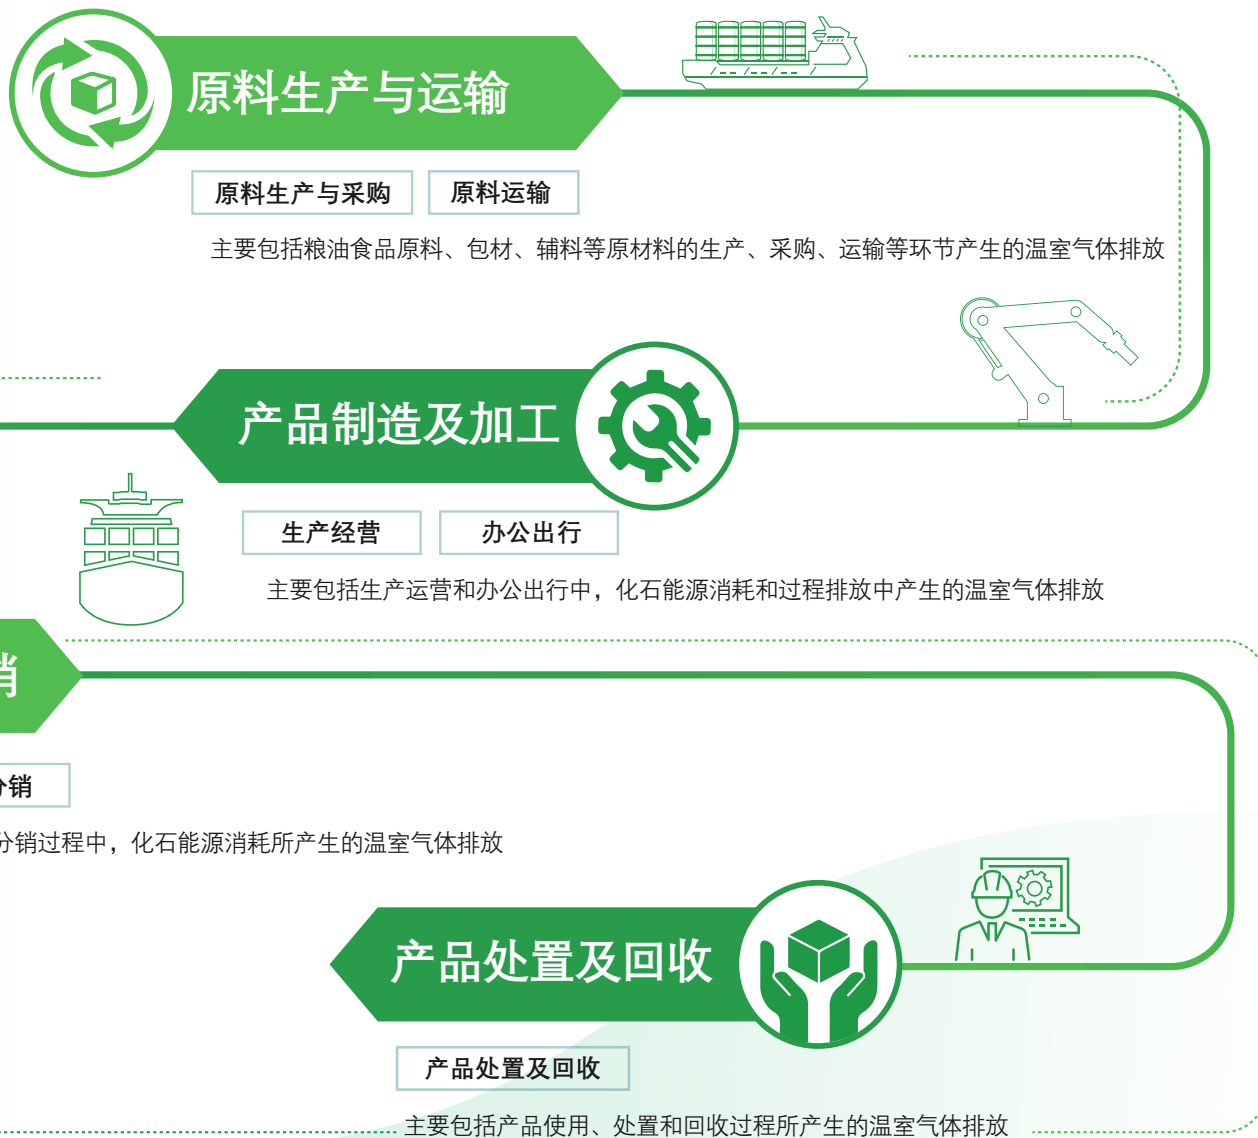 原料生产与运输
原料生产与采购
原料运输
主要包括粮油食品原料、包材、辅料等原材料的生产、采购、运输等环节产生的温室气体排放
产品制造及加工
生产经营
办公出行
主要包括生产运营和办公出行中，化石能源消耗和过程排放中产生的温室气体排放
销
分销
分销过程中，化石能源消耗所产生的温室气体排放
产品处置及回收
产品处置及回收
主要包括产品使用、处置和回收过程所产生的温室气体排放